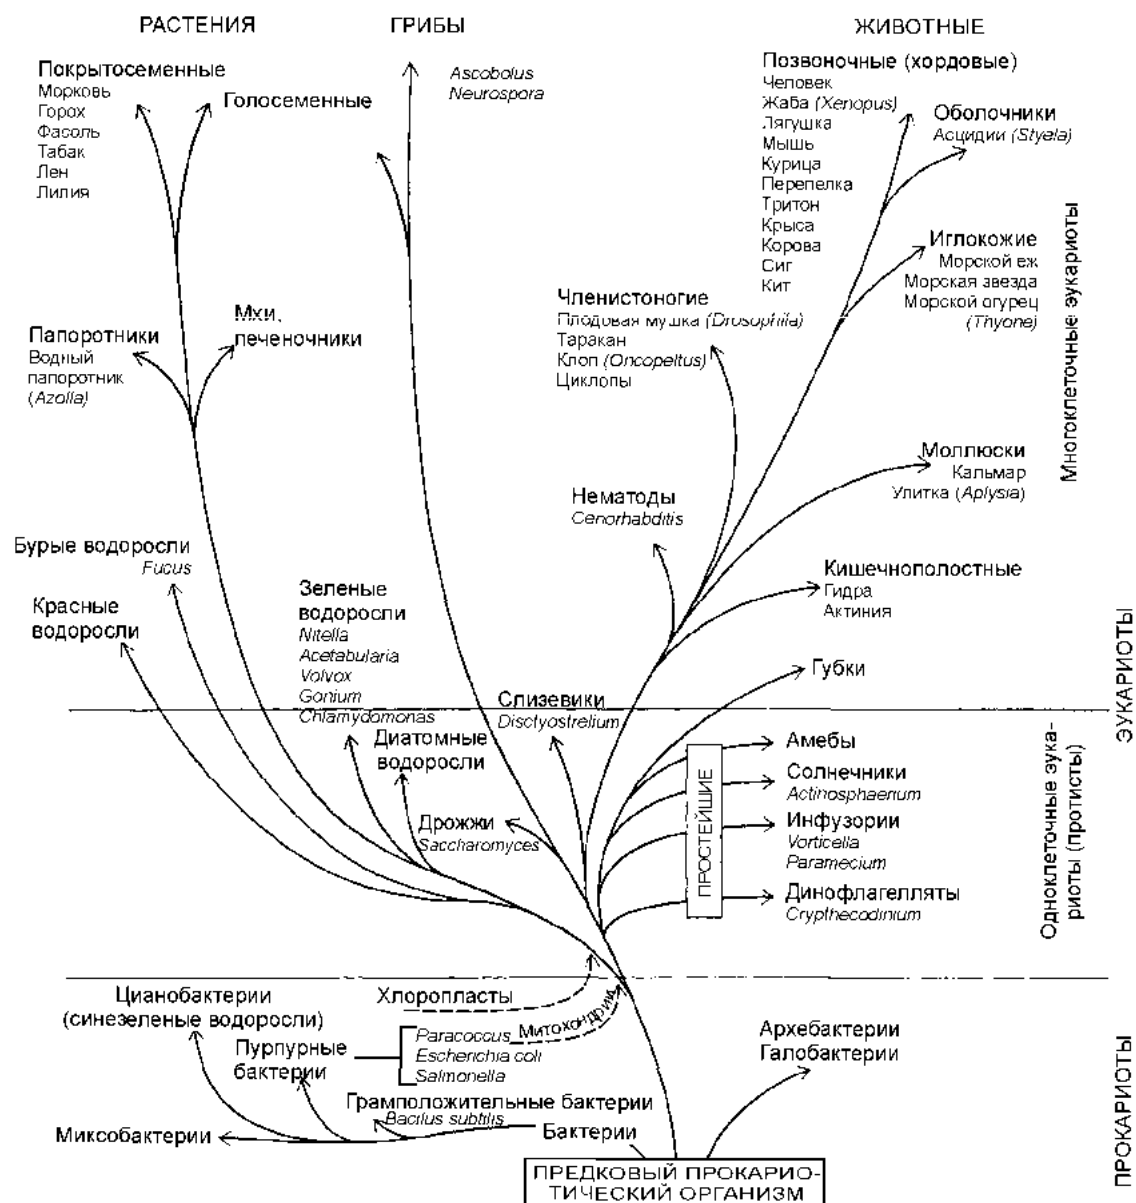 РАСТЕНИЯ
ГРИБЫ
ЖИВОТНЫЕ
Покрытосеменные
Морковь
Горох
Фасоль
Табак
Лен
Лилия
Голосеменные
Ascobolus
Neurospora
Позвоночные (хордовые)
Человек
Жаба (Xenopus)
Лягушка
Мышь
Курица
Перепелка
Тритон
Крыса
Корова
Сиг
Кит
Оболочники
Асцидии (Styela)
Иглокожие
Морской еж
Морская звезда
Морской огурец
(Thyone)
Членистоногие
Плодовая мушка (Drosophila)
Таракан
Клоп (Oncopeltus)
Циклопы
Папоротники
Водный
папоротник
(Azolla)
Мхи,
печеночники
Моллюски
Кальмар
Улитка (Aplysia)
Нематоды
Cenorhabditis
Кишечнополостные
Гидра
Актиния
Губки
Бурые водоросли
Fucus
Красные
водоросли
Зеленые
водоросли
Nitella
Acetabularia
Volvox
Gonium
Chlamydomonas
Слизевики
Disctyostrelium
Диатомные
водоросли
Дрожжи
Saccharomyces
ПРОСТЕЙШИЕ
Амебы
Солнечники
Actinosphaerium
Инфузории
Vorticella
Paramecium
Динофлагелляты
Crypthecodinium
Многоклеточные эукариоты
ЭУКАРИОТЫ
Одноклеточные эука-
риоты (протисты)
Цианобактерии
(синезеленые водоросли)
Хлоропласты
Митохондрии
Пурпурные
бактерии
Paracoccus
Escherichia coli
Salmonella
Грамположительные бактерии
Bacilus subtilis
Миксобактерии
Бактерии
Архебактерии
Галобактерии
ПРОКАРИОТЫ
ПРЕДКОВЫЙ ПРОКАРИО-
ТИЧЕСКИЙ ОРГАНИЗМ